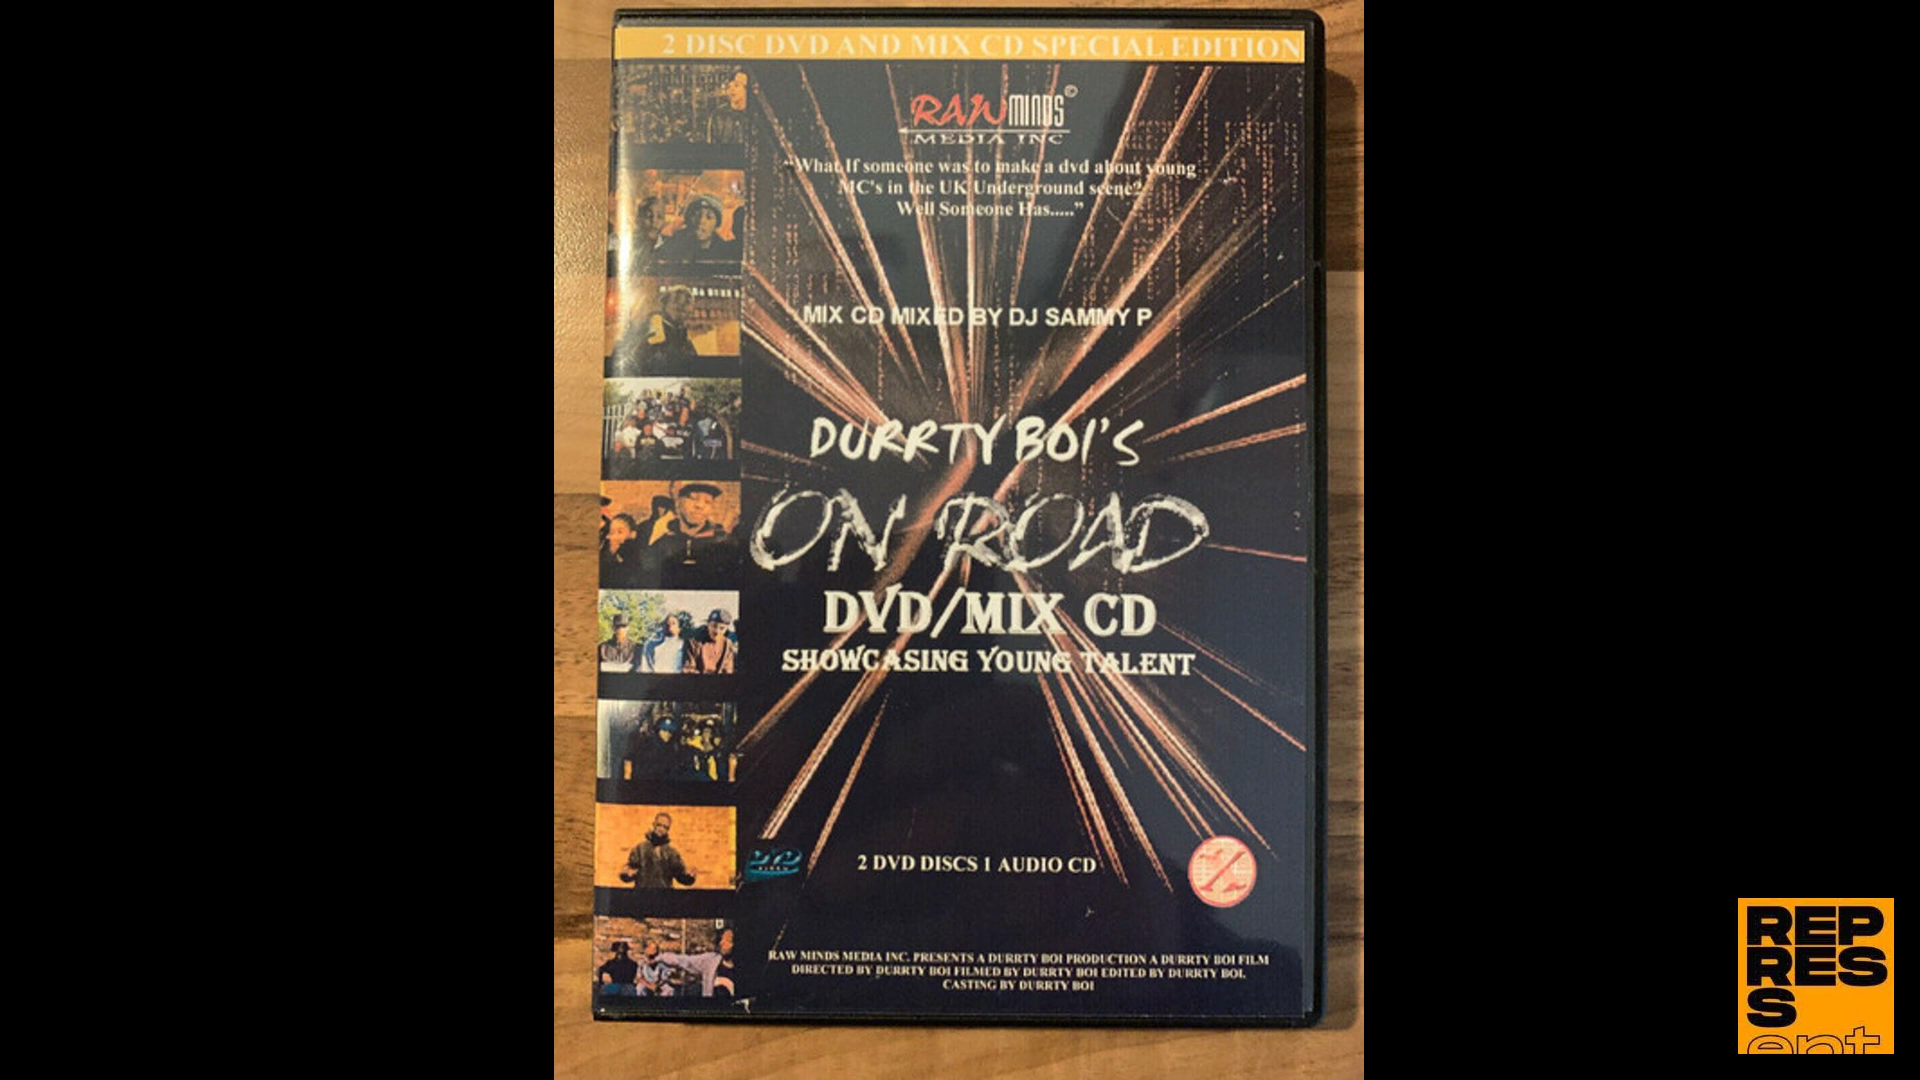 2 DISC DVD AND MIX CD SPECIAL EDITION
RAW MINDS©
MEDIA INC
“What If someone was to make a dvd about young
MC's in the UK Underground scene?
Well Someone Has.....”
MIX CD MIXED BY DJ SAMMY P
DURRTY BOI'S
ON ROAD
DVD/MIX CD
SHOWCASING YOUNG TALENT
DVD
VIDEO
2 DVD DISCS 1 AUDIO CD
RAW MINDS MEDIA INC. PRESENTS A DURRTY BOI PRODUCTION A DURRTY BOI FILM
DIRECTED BY DURRTY BOI FILMED BY DURRTY BOI EDITED BY DURRTY BOI.
CASTING BY DURRTY BOI
REP
RES
S
ent